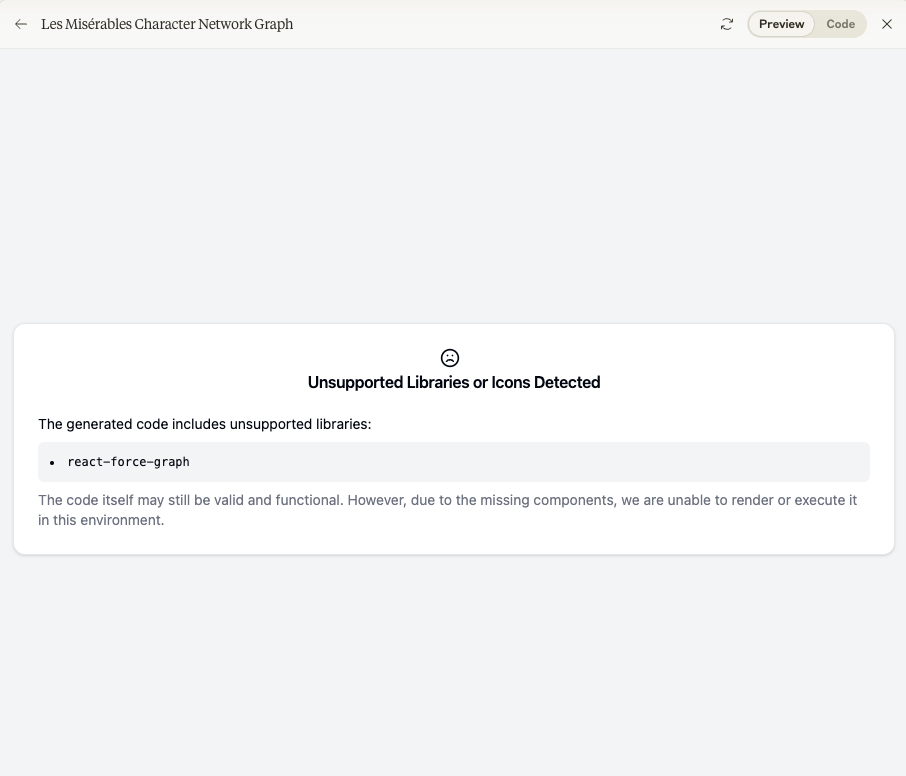 Les Misérables Character Network Graph
Preview
Code
Unsupported Libraries or Icons Detected
The generated code includes unsupported libraries:
• react-force-graph
The code itself may still be valid and functional. However, due to the missing components, we are unable to render or execute it
in this environment.